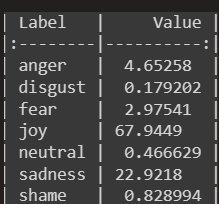 | Label    |     Value |
|:--------|----------:|
| anger    |  4.65258  |
| disgust  |  0.179202 |
| fear     |  2.97541  |
| joy      | 67.9449   |
| neutral  |  0.466629 |
| sadness  | 22.9218   |
| shame    |  0.828994 |